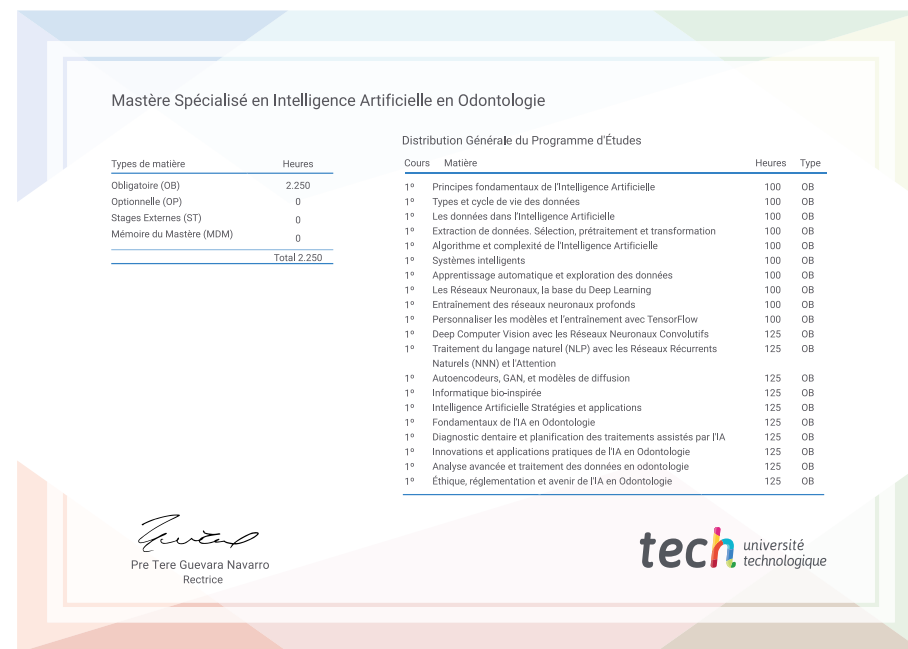 Mastère Spécialisé en Intelligence Artificielle en Odontologie
Types de matière Heures
Obligatoire (OB) 2.250
Optionnelle (OP) 0
Stages Externes (ST) 0
Mémoire du Mastère (MDM) 0
Total 2.250
Distribution Générale du Programme d'Études
Cours Matière Heures Type
1º Principes fondamentaux de l'Intelligence Artificielle 100 OB
1º Types et cycle de vie des données 100 OB
1º Les données dans l'Intelligence Artificielle 100 OB
1º Extraction de données. Sélection, prétraitement et transformation 100 OB
1º Algorithme et complexité de l'Intelligence Artificielle 100 OB
1º Systèmes intelligents 100 OB
1º Apprentissage automatique et exploration des données 100 OB
1º Les Réseaux Neuronaux, la base du Deep Learning 100 OB
1º Entraînement des réseaux neuronaux profonds 100 OB
1º Personnaliser les modèles et l'entraînement avec TensorFlow 100 OB
1º Deep Computer Vision avec les Réseaux Neuronaux Convolutifs 125 OB
1º Traitement du langage naturel (NLP) avec les Réseaux Récurrents 125 OB
Naturels (NNN) et l'Attention
1º Autoencodeurs, GAN, et modèles de diffusion 125 OB
1º Informatique bio-inspirée 125 OB
1º Intelligence Artificielle Stratégies et applications 125 OB
1º Fondamentaux de l'IA en Odontologie 125 OB
1º Diagnostic dentaire et planification des traitements assistés par l'IA 125 OB
1º Innovations et applications pratiques de l'IA en Odontologie 125 OB
1º Analyse avancée et traitement des données en odontologie 125 OB
1º Éthique, réglementation et avenir de l'IA en Odontologie 125 OB
Pre Tere Guevara Navarro
Rectrice
tech université
technologique